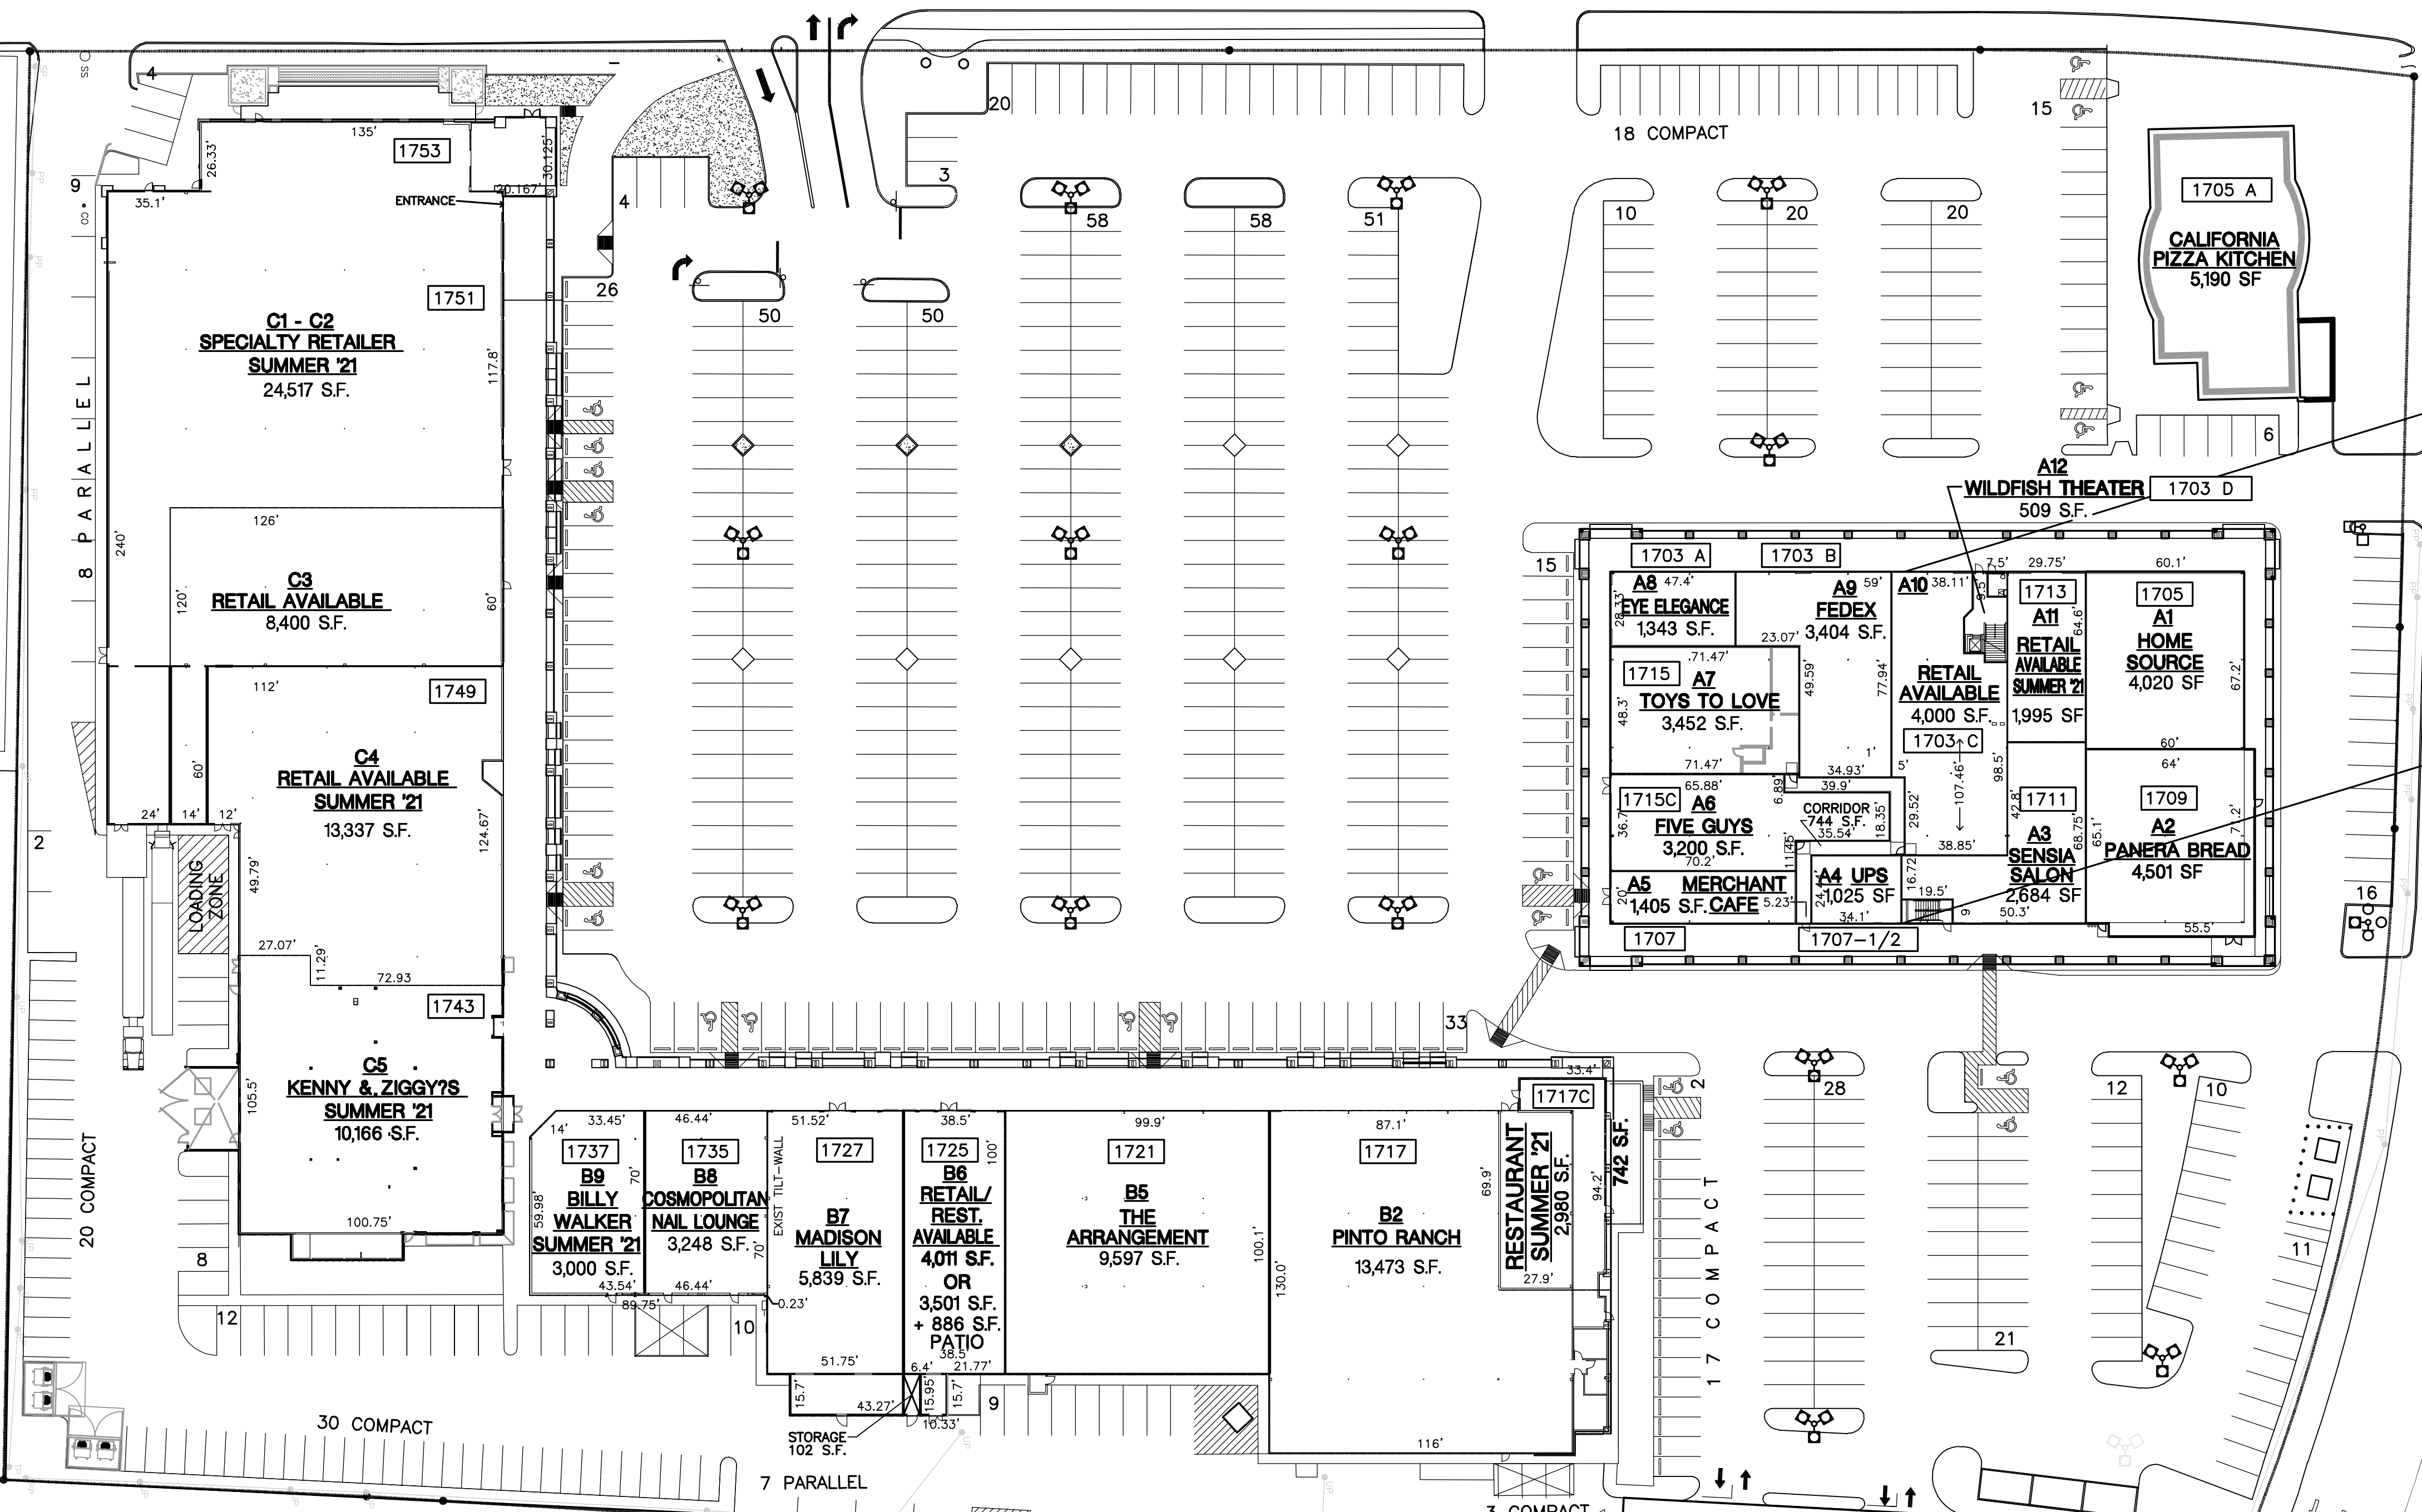 SS
4
20
18 COMPACT
15
135'
1753
26.33'
30.125'
20.167'
ENTRANCE
9
CO
35.1'
4
3
58
58
51
10
20
20
1705 A
CALIFORNIA
PIZZA KITCHEN
5,190 SF
6
26
50
50
1751
C1 - C2
SPECIALTY RETAILER
SUMMER '21
24,517 S.F.
117.8'
8 PARALLEL
240'
126'
C3
RETAIL AVAILABLE
8,400 S.F.
120'
60'
112'
1749
C4
RETAIL AVAILABLE
SUMMER '21
13,337 S.F.
60'
124.67'
24'
14'
12'
2
LOADING
ZONE
49.79'
27.07'
11.29'
72.93
1743
C5
KENNY & ZIGGY?S
SUMMER '21
10,166 S.F.
105.5'
100.75'
20 COMPACT
8
12
30 COMPACT
A12
WILDFISH THEATER
1703 D
509 S.F.
15
1703 A
1703 B
7.5'
29.75'
60.1'
A8
47.4'
EYE ELEGANCE
1,343 S.F.
28.33'
A9
59'
FEDEX
3,404 S.F.
23.07'
A10
38.11'
9.5'
RETAIL
AVAILABLE
4,000 S.F.
1703 C
107.46'
98.5'
1713
A11
RETAIL
AVAILABLE
SUMMER '21
1,995 SF
64.6'
1705
A1
HOME
SOURCE
4,020 SF
67.2'
60'
71.47'
1715
A7
TOYS TO LOVE
3,452 S.F.
48.3'
49.59'
77.94'
71.47'
1'
34.93'
5'
39.9'
65.88'
1715C
A6
FIVE GUYS
3,200 S.F.
36.7'
6.89'
70.2'
11.45'
CORRIDOR
744 S.F.
35.54'
18.35'
29.52'
38.85'
A5
MERCHANT
CAFE
1,405 S.F.
20'
5.23'
A4 UPS
1,025 SF
34.1'
16.72'
19.5'
9'
50.3'
1711
A3
SENSIA
SALON
2,684 SF
42.8'
68.75'
64'
1709
A2
PANERA BREAD
4,501 SF
65.1'
71.2'
55.5'
1707
1707-1/2
16
33
33.4'
1717C
742 S.F.
RESTAURANT
SUMMER '21
2,980 S.F.
69.9'
94.2'
27.9'
14'
33.45'
1737
B9
BILLY
WALKER
SUMMER '21
3,000 S.F.
59.98'
70'
43.54'
89.75'
46.44'
1735
B8
COSMOPOLITAN
NAIL LOUNGE
3,248 S.F.
70'
46.44'
EXIST TILT-WALL
0.23'
10
51.52'
1727
B7
MADISON
LILY
5,839 S.F.
51.75'
15.7'
43.27'
STORAGE
102 S.F.
38.5'
1725
100'
B6
RETAIL/
REST.
AVAILABLE
4,011 S.F.
OR
3,501 S.F.
+ 886 S.F.
PATIO
38.5'
6.4'
21.77'
15.95'
15.7'
10.33'
9
99.9'
1721
B5
THE
ARRANGEMENT
9,597 S.F.
100.1'
87.1'
1717
B2
PINTO RANCH
13,473 S.F.
130.0'
116'
7 PARALLEL
3 COMPACT
2
17 COMPACT
28
21
12
10
11